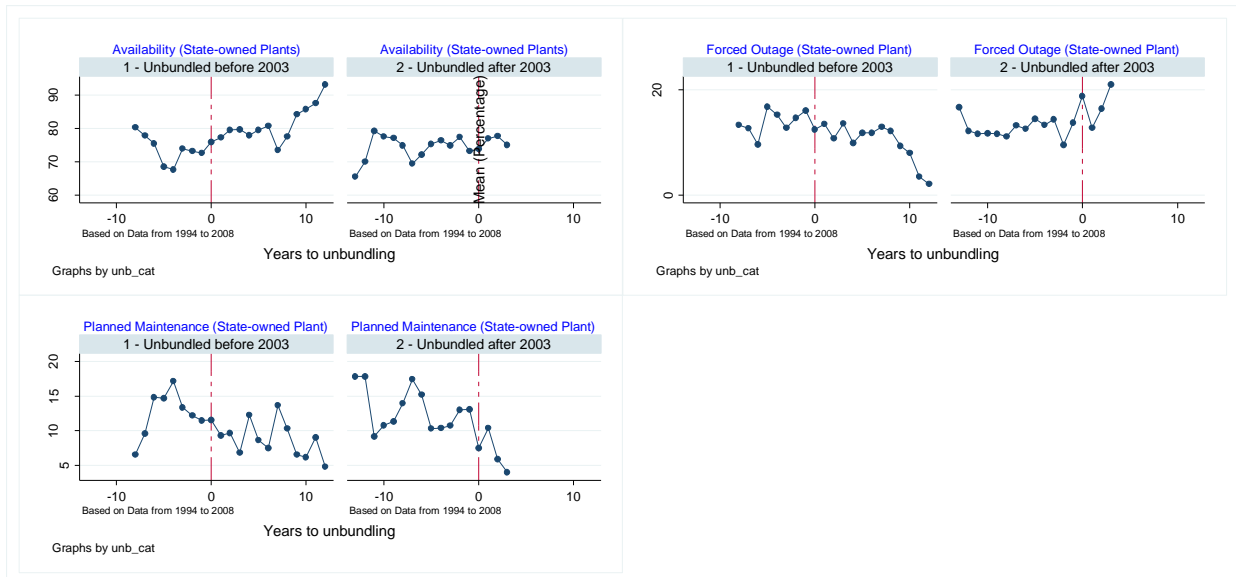 Availability (State-owned Plants)
1 - Unbundled before 2003
Availability (State-owned Plants)
2 - Unbundled after 2003
Mean (Percentage)
90
80
70
60
-10 0 10
-10 0 10
Based on Data from 1994 to 2008
Based on Data from 1994 to 2008
Years to unbundling
Graphs by unb_cat
Forced Outage (State-owned Plant)
1 - Unbundled before 2003
Forced Outage (State-owned Plant)
2 - Unbundled after 2003
20
0
-10 0 10
-10 0 10
Based on Data from 1994 to 2008
Based on Data from 1994 to 2008
Years to unbundling
Graphs by unb_cat
Planned Maintenance (State-owned Plant)
1 - Unbundled before 2003
Planned Maintenance (State-owned Plant)
2 - Unbundled after 2003
20
15
10
5
-10 0 10
-10 0 10
Based on Data from 1994 to 2008
Based on Data from 1994 to 2008
Years to unbundling
Graphs by unb_cat